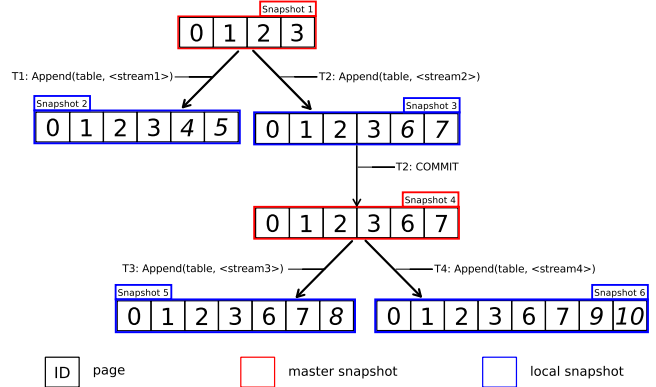 Snapshot 1
0 1 2 3
T1: Append(table, <stream1>)
T2: Append(table, <stream2>)
Snapshot 2
0 1 2 3 4 5
Snapshot 3
0 1 2 3 6 7
T2: COMMIT
Snapshot 4
0 1 2 3 6 7
T3: Append(table, <stream3>)
T4: Append(table, <stream4>)
Snapshot 5
0 1 2 3 6 7 8
Snapshot 6
0 1 2 3 6 7 9 10
ID page
master snapshot
local snapshot